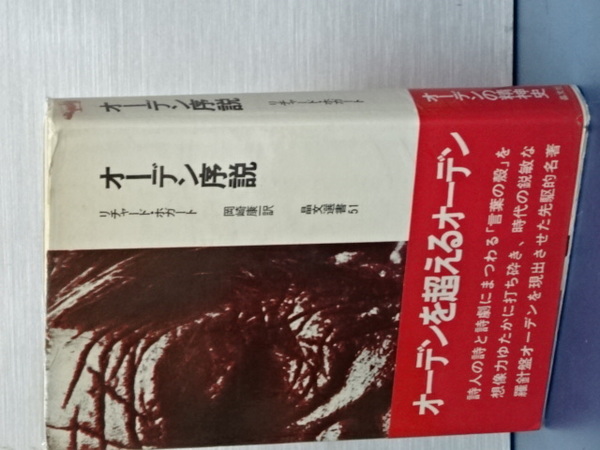 オーデン序説
リチャード・ホガート
オーデン序説
リチャード・ホガート
岡崎康一訳
晶文選書51
オーデンの精神史
晶文社
オーデンを超えるオーデン
詩人の詩と詩劇にまつわる「言葉の殻」を
想像力ゆたかに打ち砕き、時代の鋭敏な
羅針盤オーデンを現出させた先駆的名著